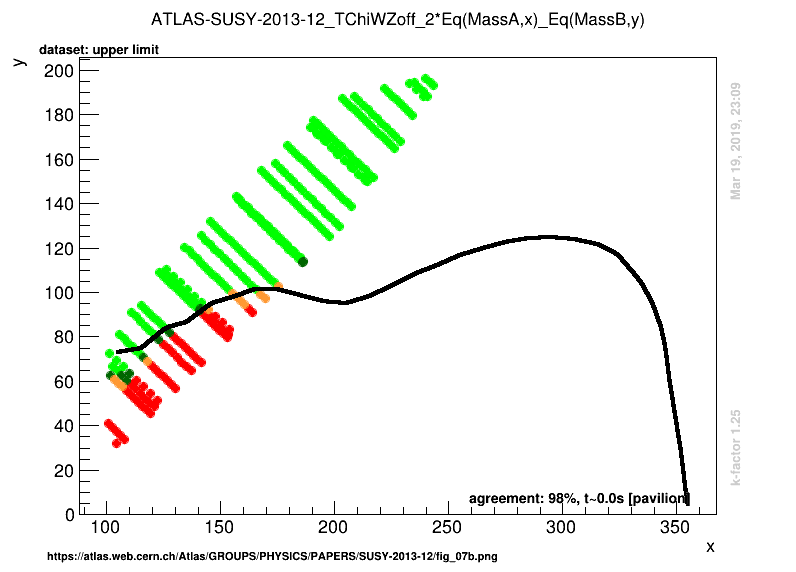 ATLAS-SUSY-2013-12_TChiWZoff_2*Eq(MassA,x)_Eq(MassB,y)
dataset: upper limit
y
200
180
160
140
120
100
80
60
40
20
0
100
150
200
250
300
350
x
agreement: 98%, t~0.0s [pavilion]
Mar 19, 2019, 23:09
k-factor 1.25
https://atlas.web.cern.ch/Atlas/GROUPS/PHYSICS/PAPERS/SUSY-2013-12/fig_07b.png